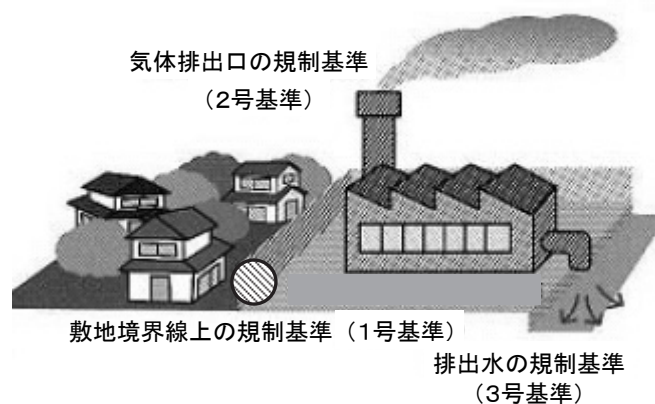 気体排出口の規制基準
（2号基準）
敷地境界線上の規制基準（1号基準）
排出水の規制基準
（3号基準）